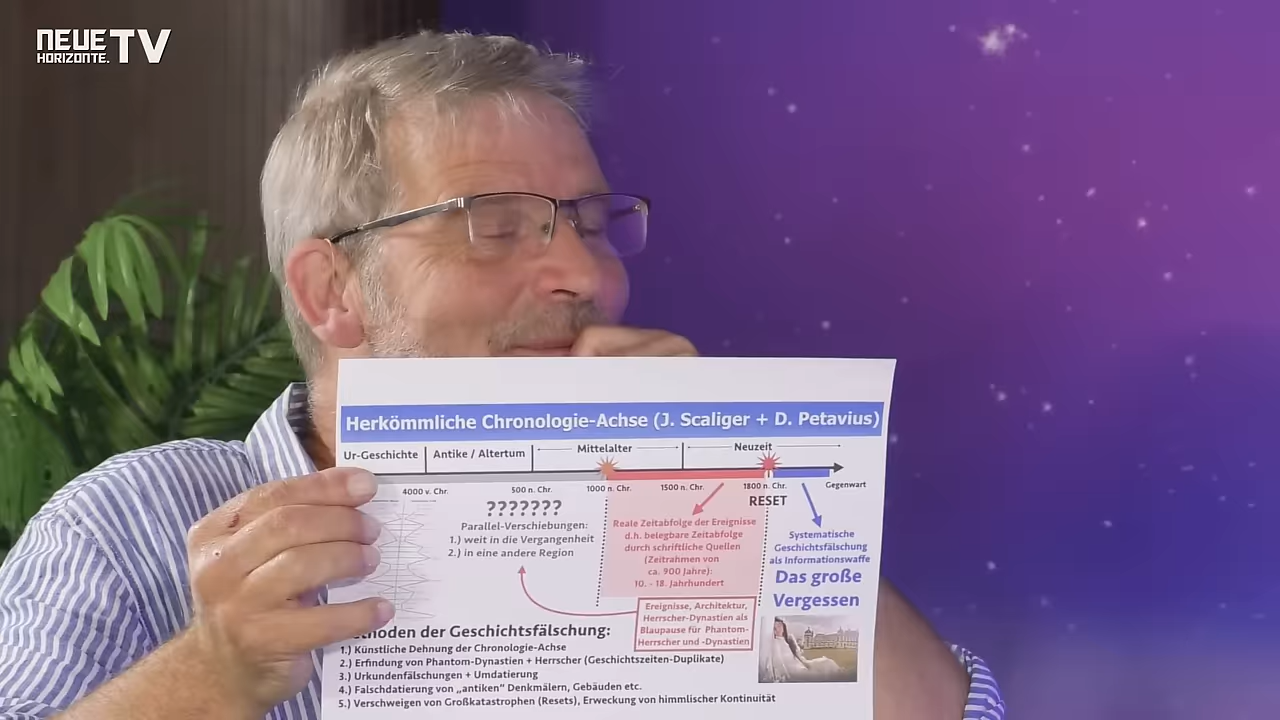 NEUE TV
HORIZONTE.
Herkömmliche Chronologie-Achse (J. Scaliger + D. Petavius)
Ur-Geschichte Antike / Altertum Mittelalter Neuzeit
4000 v. Chr. 500 n. Chr. 1000 n. Chr. 1500 n. Chr. 1800 n. Chr. Gegenwart
RESET
???????
Parallel-Verschiebungen:
1.) weit in die Vergangenheit
2.) in eine andere Region
Reale Zeitabfolge der Ereignisse
d.h. belegbare Zeitabfolge
durch schriftliche Quellen
(Zeitrahmen von
ca. 900 Jahre):
10. - 18. Jahrhundert
Systematische
Geschichtsfälschung
als Informationswaffe
Das große
Vergessen
Ereignisse, Architektur,
Herrscher-Dynastien als
Blaupause für Phantom-
Herrscher und -Dynastien
thoden der Geschichtsfälschung:
1.) Künstliche Dehnung der Chronologie-Achse
2.) Erfindung von Phantom-Dynastien + Herrscher (Geschichtszeiten-Duplikate)
3.) Urkundenfälschungen + Umdatierung
4.) Falschdatierung von „antiken“ Denkmälern, Gebäuden etc.
5.) Verschweigen von Großkatastrophen (Resets), Erweckung von himmlischer Kontinuität